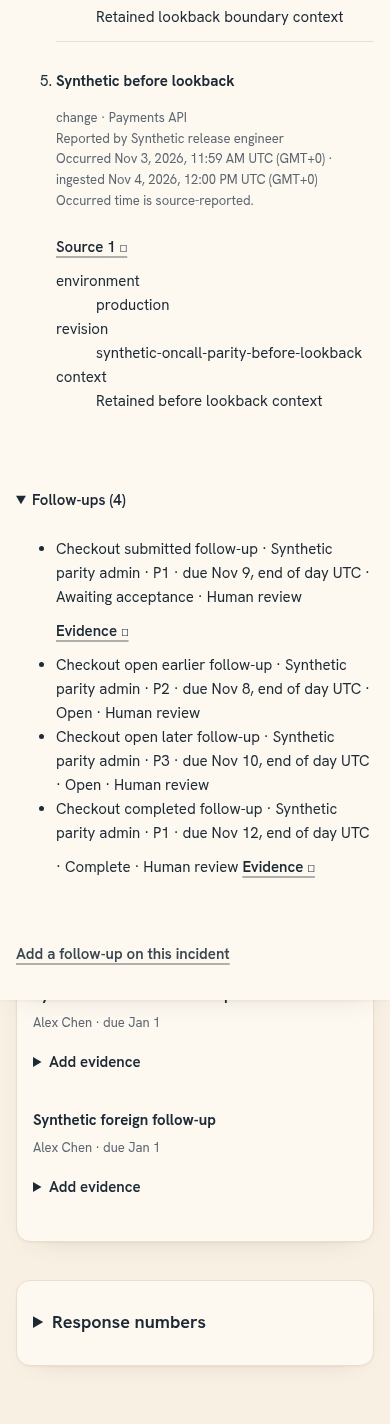 Retained lookback boundary context
5. Synthetic before lookback
change · Payments API
Reported by Synthetic release engineer
Occurred Nov 3, 2026, 11:59 AM UTC (GMT+0) ·
ingested Nov 4, 2026, 12:00 PM UTC (GMT+0)
Occurred time is source-reported.
Source 1
environment
production
revision
synthetic-oncall-parity-before-lookback
context
Retained before lookback context
Follow-ups (4)
Checkout submitted follow-up · Synthetic
parity admin · P1 · due Nov 9, end of day UTC ·
Awaiting acceptance · Human review
Evidence
Checkout open earlier follow-up · Synthetic
parity admin · P2 · due Nov 8, end of day UTC ·
Open · Human review
Checkout open later follow-up · Synthetic
parity admin · P3 · due Nov 10, end of day UTC
· Open · Human review
Checkout completed follow-up · Synthetic
parity admin · P1 · due Nov 12, end of day UTC
· Complete · Human review Evidence
Add a follow-up on this incident
Alex Chen · due Jan 1
Add evidence
Synthetic foreign follow-up
Alex Chen · due Jan 1
Add evidence
Response numbers